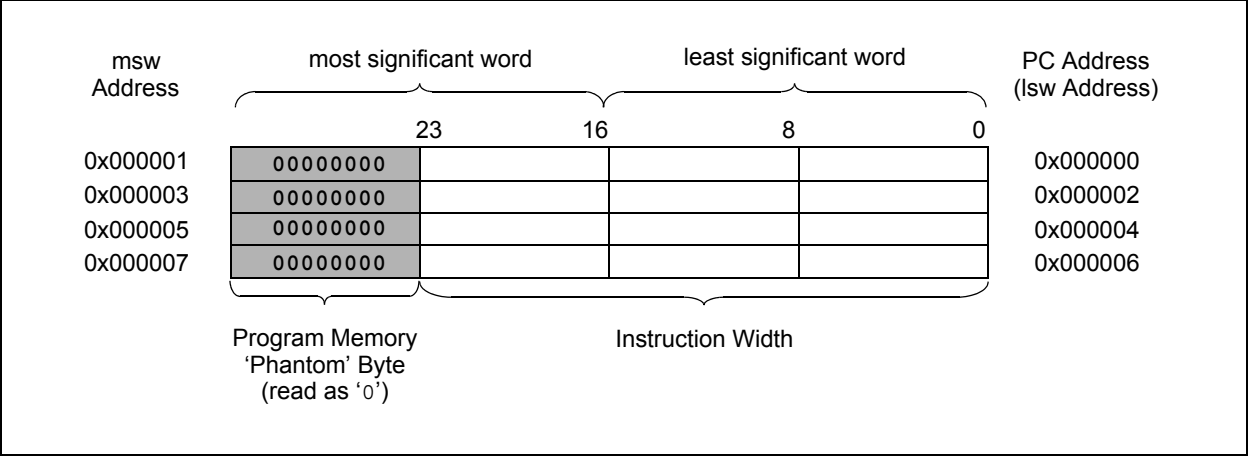 msw
Address
most significant word
least significant word
PC Address
(lsw Address)
23 16 8 0
0x000001 00000000 0x000000
0x000003 00000000 0x000002
0x000005 00000000 0x000004
0x000007 00000000 0x000006
Program Memory
‘Phantom’ Byte
(read as ‘0’)
Instruction Width